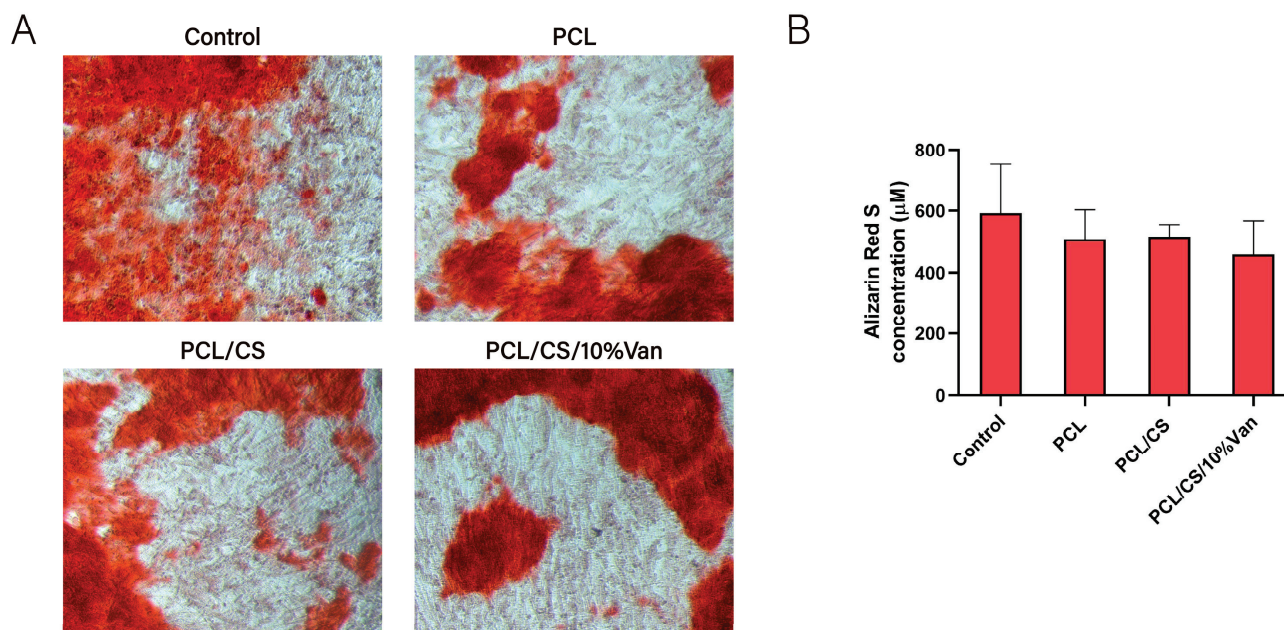 A
Control
PCL
PCL/CS
PCL/CS/10%Van
B
Alizarin Red S
concentration (μM)
800
600
400
200
0
Control
PCL
PCL/CS
PCL/CS/10%Van